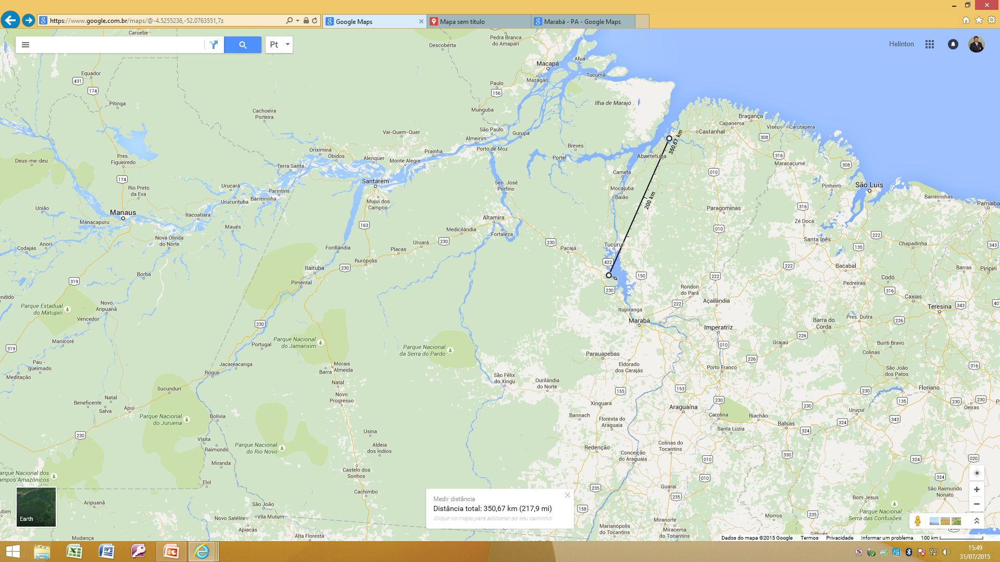 https://www.google.com.br/maps/@-4.5255236,-52.0763551,7z
Google Maps
Mapa sem título
Marabá - PA - Google Maps
Pt
Helinton
Caroebe
Descoberta
Pedra Branca
do Amapari
Afuá
Macapá
Tucumã
Mazagão
Equador
431
174
Paulo
156
Pitinga
Ilha de Marajó
Cachoeira
Porteira
Munguba
Bragança
Capanema
Viseu
Carutapera
Castanhal
308
Vai-Quem-Quer
São Paulo
Gurupá
Almeirim
Porto de Moz
Breves
Portel
Abaetetuba
350,67 km
Oriximiná
Óbidos
Alenquer
Prainha
Monte Alegre
Deus-me-deu
Pres.
Figueiredo
Terra Santa
316
Maracaçumé
308
Cametá
010
174
Santarém
Urucará
Parintins
Rio Preto
da Eva
Sen. José
Porfírio
Mocajuba
Baião
200 km
Pinheiro
São Luís
Barreirinhas
Parnaíba
Mujuí dos
Campos
Urucurituba
Barreirinha
União
Manaus
Itacoatiara
Manacapuru
Paragominas
316
Altamira
Zé Doca
163
Maués
Medicilândia
Fortaleza
010
Santa Inês
222
Nova Olinda
do Norte
Anori
Codajás
Fordlândia
Placas
Uruará
230
230
Pacajá
Tucuruí
135
Chapadinha
343
Rurópolis
422
222
Bacabal
Itaituba
230
0
150
222
Codó
Barras
Piripiri
Borba
319
Pimental
230
Rondon
do Pará
Pedreiras
316
Caxias
Parque Estadual
do Matupiri
Novo
Aripuanã
Vencedor
222
Açailândia
Itupiranga
Marabá
Imperatriz
Barra do
Corda
Pres. Dutra
226
Teresina
343
230
226
319
Manicoré
Portugal
Parque Nacional
do Jamanxim
Parque Nacional
da Serra do Pardo
010
Grajaú
Buriti Bravo
Colinas
Parauapebas
226
Eldorado
dos Carajás
Jacareacanga
Roque
Morais
Almeida
Barra
Porto Franco
São João
dos Patos
316
Meditação
Sucunduri
Natal
São Félix
do Xingu
Ourilândia
do Norte
155
153
230
Floriano
Beneficente
Natal
Salva
Apuí
Novo
Progresso
Xinguara
Araguaína
230
230
135
230
230
Oeiras
Uruçuí
Parque Nacional
do Juruena
Bolívia
Bannach
Floresta do
Araguaia
Carolina
Riachão
Balsas
324
343
230
Visita
Usina
Santa Luzia
324
Raimundo
Parque Nacional
do Rio Novo
Aldeia
dos Índios
Redenção
Colinas do
Tocantins
Conceição
do Araguaia
330
Miranda
010
324
020
Castelo dos
Sonhos
010
324
Elol
Cachimbo
235
Guaraí
235
São Raimundo
Nonato
Bom Jesus
Aripuanã
São João
158
Parque Nacional
Serra das Confusões
Novo Satélite
Vila Mutum
Apiacás
Morros
235
Miranorte
Miracema
do Tocantins
Marianópolis
do Tocantins
Mudança
Alta Floresta
Earth
Medir distância
Distância total: 350,67 km (217,9 mi)
Clique no mapa para adicionar ao seu caminho
Dados do mapa ©2015 Google
Termos
Privacidade
Informar um problema
100 km
15:49
31/07/2015